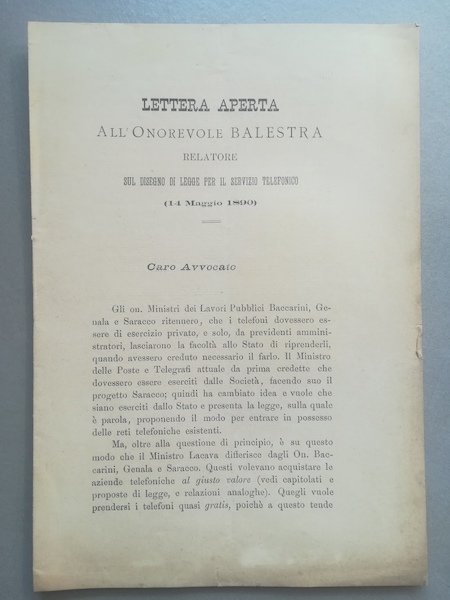 LETTERA APERTA
ALL'ONOREVOLE BALESTRA
RELATORE
SUL DISEGNO DI LEGGE PER IL SERVIZIO TELEFONICO
(14 Maggio 1890)
Caro Avvocato
Gli on. Ministri dei Lavori Pubblici Baccarini, Ge-
nala e Saracco ritennero, che i telefoni dovessero es-
sere di esercizio privato, e solo, da previdenti ammini-
stratori, lasciarono la facoltà allo Stato di riprenderli,
quando avessero creduto necessario il farlo. Il Ministro
delle Poste e Telegrafi attuale da prima credette che
dovessero essere eserciti dalle Società, facendo suo il
progetto Saracco; quindi ha cambiato idea e vuole che
siano eserciti dallo Stato e presenta la legge, sulla quale
è parola, proponendo il modo per entrare in possesso
delle reti telefoniche esistenti.
Ma, oltre alla questione di principio, è su questo
modo che il Ministro Lacava differisce dagli On. Bac-
carini, Genala e Saracco. Questi volevano acquistare le
aziende telefoniche al giusto valore (vedi capitolati e
proposte di legge, e relazioni analoghe). Quegli vuole
prendersi i telefoni quasi gratis, poichè a questo tende